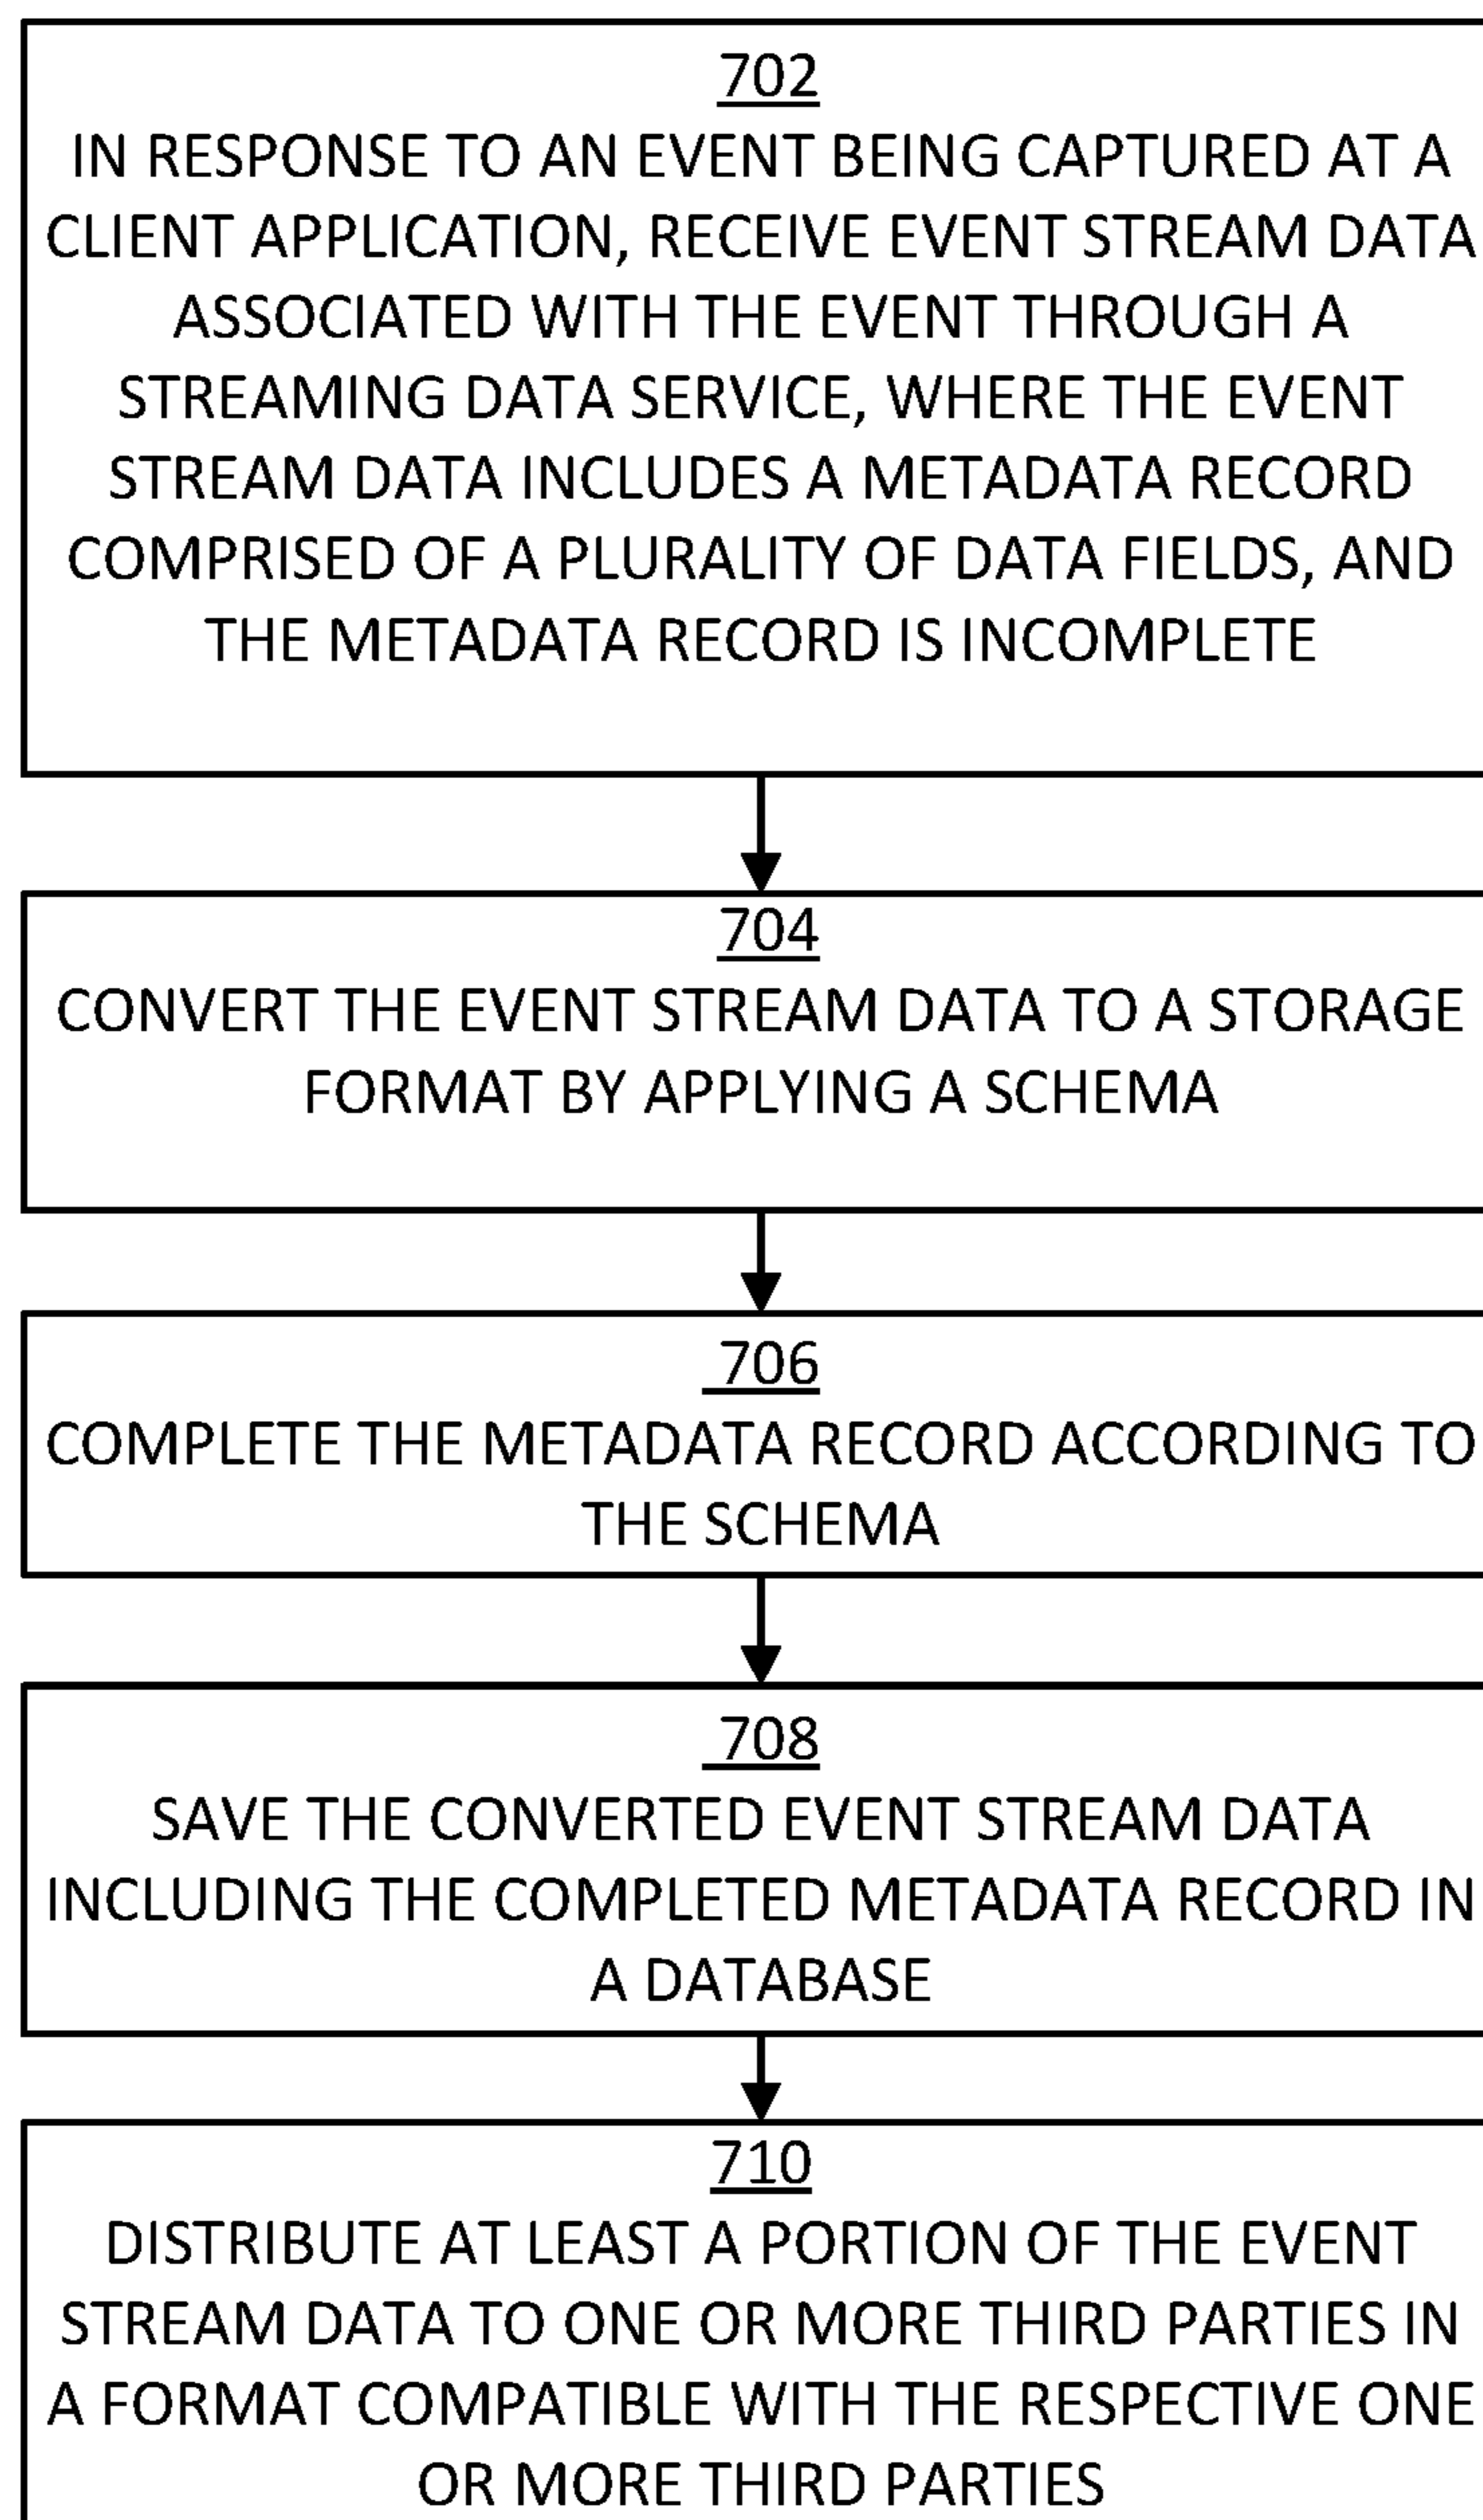 702
IN RESPONSE TO AN EVENT BEING CAPTURED AT A
CLIENT APPLICATION, RECEIVE EVENT STREAM DATA
ASSOCIATED WITH THE EVENT THROUGH A
STREAMING DATA SERVICE, WHERE THE EVENT
STREAM DATA INCLUDES A METADATA RECORD
COMPRISED OF A PLURALITY OF DATA FIELDS, AND
THE METADATA RECORD IS INCOMPLETE
704
CONVERT THE EVENT STREAM DATA TO A STORAGE
FORMAT BY APPLYING A SCHEMA
706
COMPLETE THE METADATA RECORD ACCORDING TO
THE SCHEMA
708
SAVE THE CONVERTED EVENT STREAM DATA
INCLUDING THE COMPLETED METADATA RECORD IN
A DATABASE
710
DISTRIBUTE AT LEAST A PORTION OF THE EVENT
STREAM DATA TO ONE OR MORE THIRD PARTIES IN
A FORMAT COMPATIBLE WITH THE RESPECTIVE ONE
OR MORE THIRD PARTIES